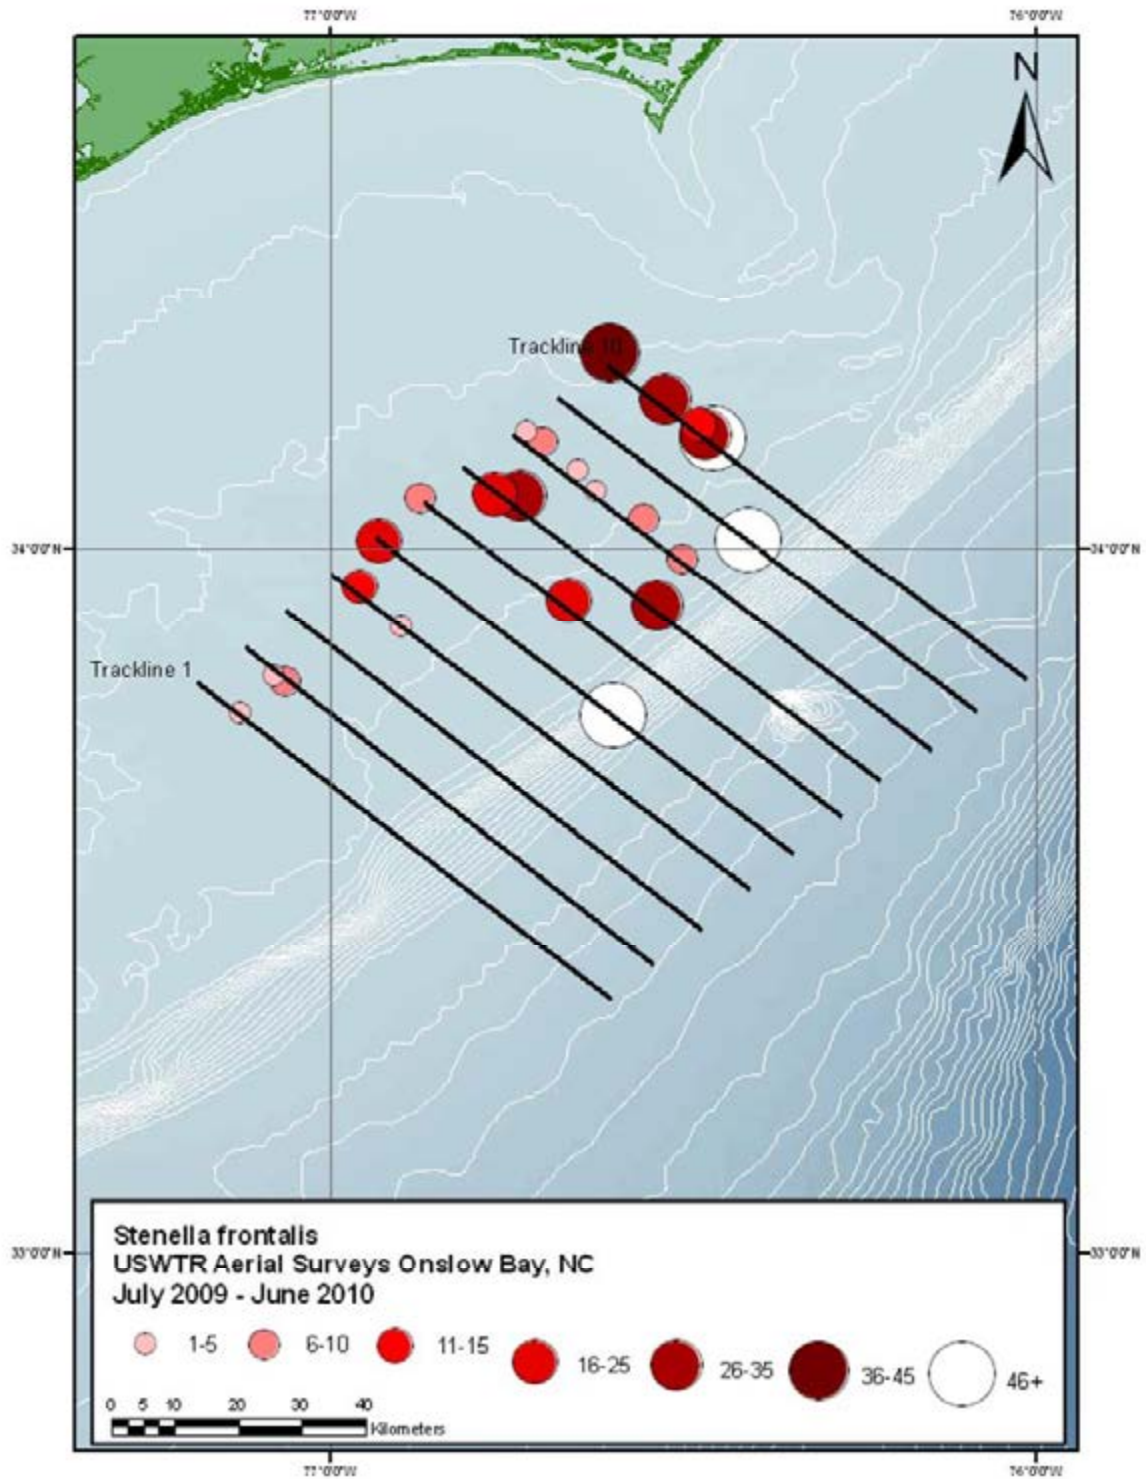 77°0'0"W 76°0'0"W
N
Trackline 10
34°0'0"N 34°0'0"N
Trackline 1
33°0'0"N 33°0'0"N
Stenella frontalis
USWTR Aerial Surveys Onslow Bay, NC
July 2009 - June 2010
1-5 6-10 11-15 16-25 26-35 36-45 46+
0 5 10 20 30 40
Kilometers
77°0'0"W 76°0'0"W